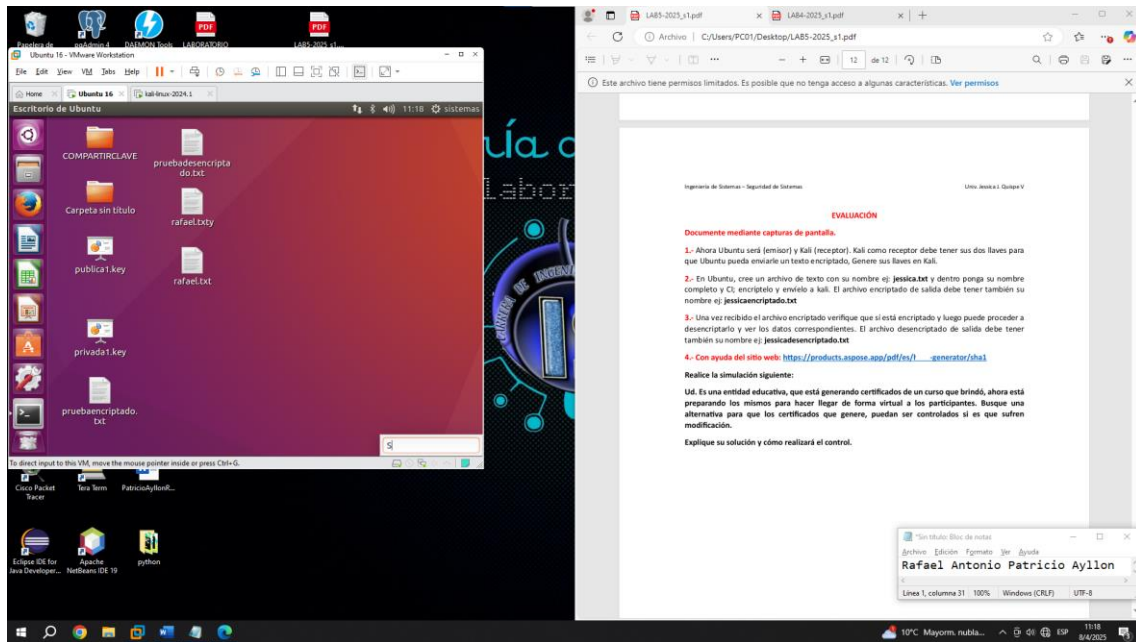 Papelera de
pgAdmin 4
DAEMON Tools
LABORATORIO
LAB5-2025_s1....
Ubuntu 16 - VMware Workstation
File Edit View VM Tabs Help
Home
Ubuntu 16
kali-linux-2024.1
Escritorio de Ubuntu
11:18
sistemas
COMPARTIRCLAVE
pruebadesencripta
do.txt
Carpeta sin título
rafael.txty
publica1.key
rafael.txt
privada1.key
pruebaencriptado.
txt
S
To direct input to this VM, move the mouse pointer inside or press Ctrl+G.
Cisco Packet
Tracer
Tera Term
PatricioAyllonR...
Eclipse IDE for
Java Developer...
Apache
NetBeans IDE 19
python
LAB5-2025_s1.pdf
LAB4-2025_s1.pdf
Archivo
C:/Users/PC01/Desktop/LAB5-2025_s1.pdf
12
de 12
Este archivo tiene permisos limitados. Es posible que no tenga acceso a algunas características. Ver permisos
Ingeniería de Sistemas – Seguridad de Sistemas
Univ. Jessica J. Quispe V
EVALUACIÓN
Documente mediante capturas de pantalla.
1.- Ahora Ubuntu será (emisor) y Kali (receptor). Kali como receptor debe tener sus dos llaves para
que Ubuntu pueda enviarle un texto encriptado, Genere sus llaves en Kali.
2.- En Ubuntu, cree un archivo de texto con su nombre ej: jessica.txt y dentro ponga su nombre
completo y CI; encríptelo y envíelo a kali. El archivo encriptado de salida debe tener también su
nombre ej: jessicaencriptado.txt
3.- Una vez recibido el archivo encriptado verifique que si está encriptado y luego puede proceder a
desencriptarlo y ver los datos correspondientes. El archivo desencriptado de salida debe tener
también su nombre ej: jessicadesencriptado.txt
4.- Con ayuda del sitio web: https://products.aspose.app/pdf/es/ -generator/sha1
Realice la simulación siguiente:
Ud. Es una entidad educativa, que está generando certificados de un curso que brindó, ahora está
preparando los mismos para hacer llegar de forma virtual a los participantes. Busque una
alternativa para que los certificados que genere, puedan ser controlados si es que sufren
modificación.
Explique su solución y cómo realizará el control.
*Sin título: Bloc de notas
Archivo Edición Formato Ver Ayuda
Rafael Antonio Patricio Ayllon
Línea 1, columna 31
100%
Windows (CRLF)
UTF-8
10°C Mayorm. nubla...
ESP
11:18
8/4/2025